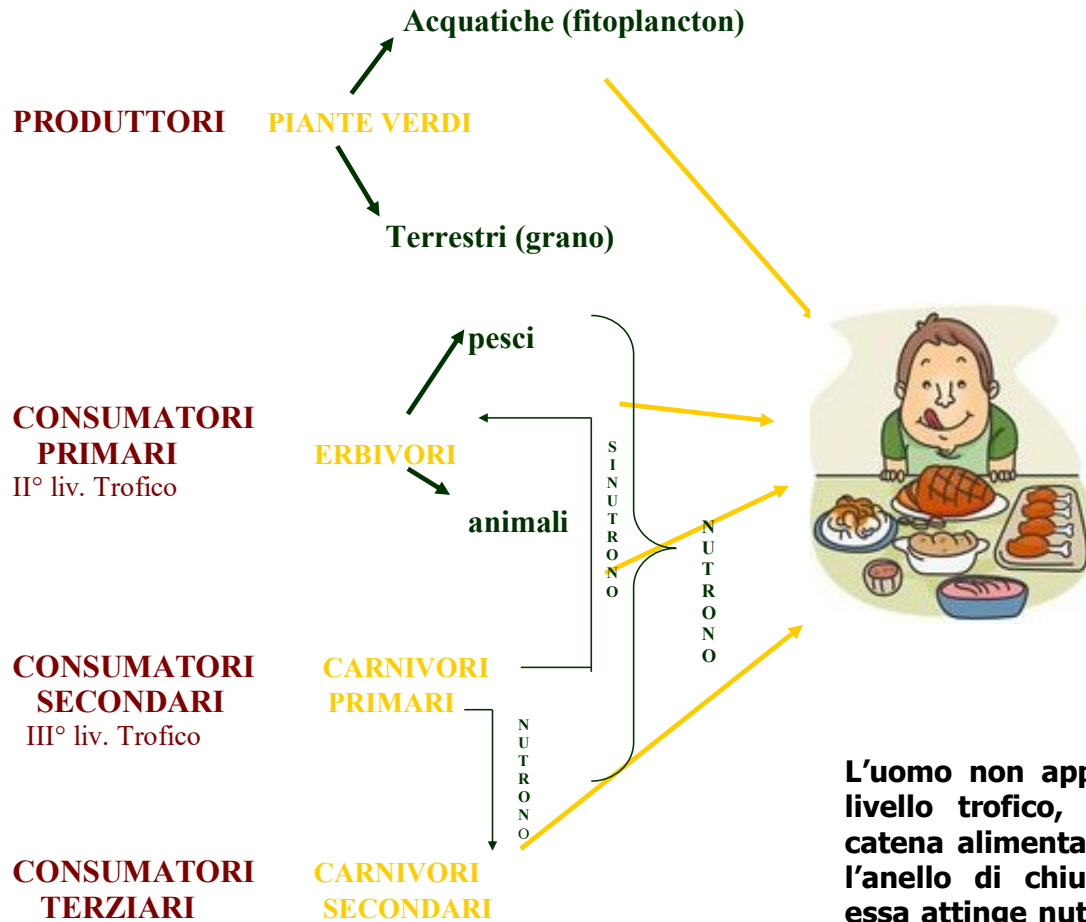 Acquatiche (fitoplancton)
PRODUTTORI PIANTE VERDI
Terrestri (grano)
pesci
CONSUMATORI
PRIMARI
II° liv. Trofico
ERBIVORI
animali
SINUTRONO
NUTRONO
CONSUMATORI
SECONDARI
III° liv. Trofico
CARNIVORI
PRIMARI
NUTRONO
CONSUMATORI
TERZIARI
CARNIVORI
SECONDARI
L’uomo non app
livello trofico,
catena alimenta
l’anello di chiu
essa attinge nut